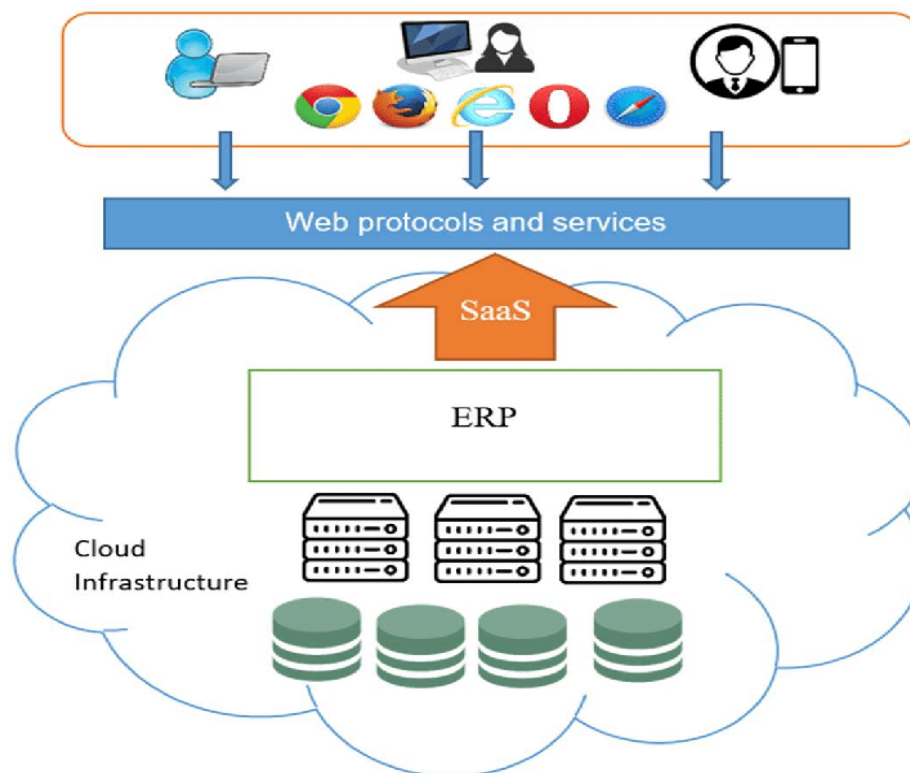 Web protocols and services
SaaS
ERP
Cloud
Infrastructure